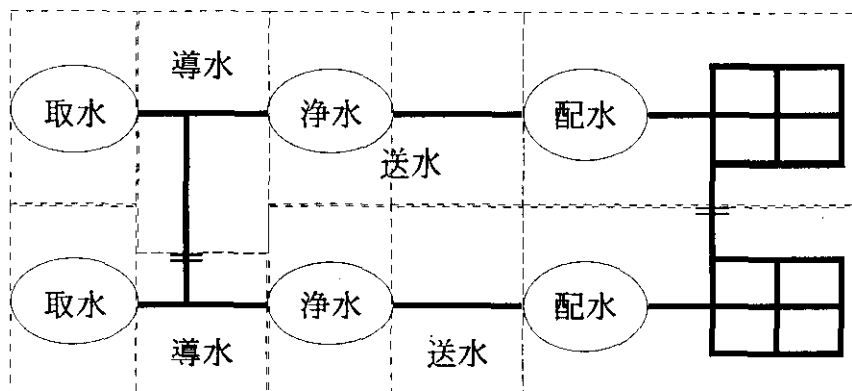 導水
取水 浄水 配水
送水
取水 浄水 配水
導水 送水